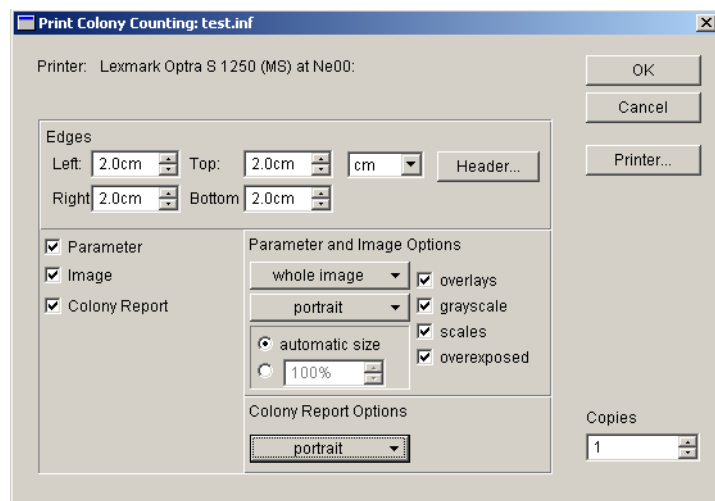 Print Colony Counting: test.inf
Printer: Lexmark Optra S 1250 (MS) at Ne00:
OK
Cancel
Printer...
Edges
Left: 2.0cm Top: 2.0cm cm Header...
Right 2.0cm Bottom 2.0cm
Parameter
Image
Colony Report
Parameter and Image Options
whole image
portrait
automatic size
100%
overlays
grayscale
scales
overexposed
Colony Report Options
portrait
Copies
1